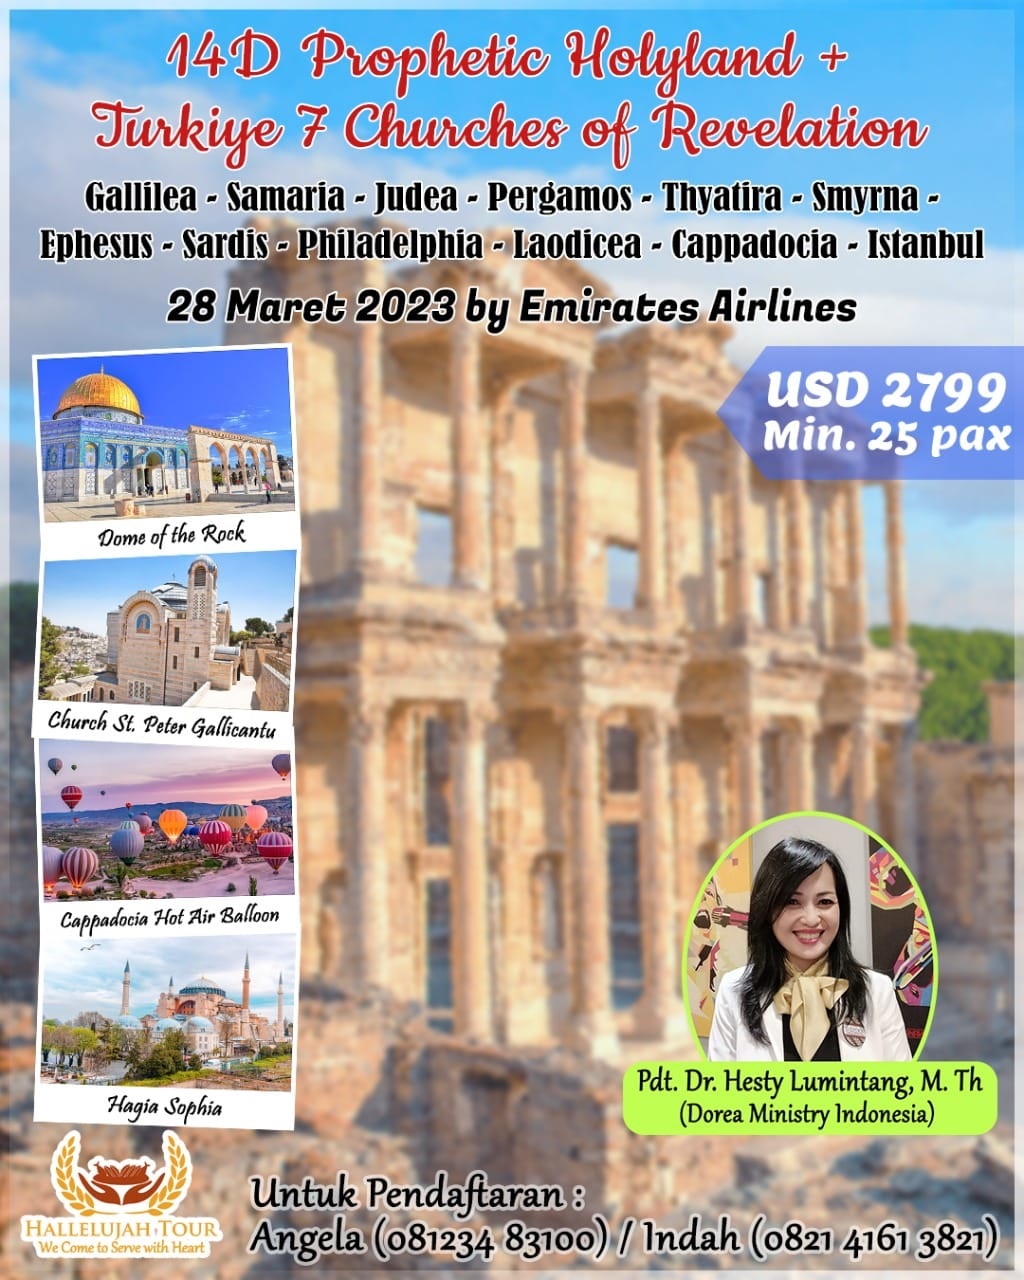 14D Prophetic Holyland +
Turkiye 7 Churches of Revelation
Gallilea - Samaria - Judea - Pergamos - Thyatira - Smyrna -
Ephesus - Sardis - Philadelphia - Laodicea - Cappadocia - Istanbul
28 Maret 2023 by Emirates Airlines
USD 2799
Min. 25 pax
Dome of the Rock
Church St. Peter Gallicantu
Cappadocia Hot Air Balloon
Hagia Sophia
Pdt. Dr. Hesty Lumintang, M. Th
(Dorea Ministry Indonesia)
HALLELUJAH TOUR
We Come to Serve with Heart
Untuk Pendaftaran :
Angela (081234 83100) / Indah (0821 4161 3821)